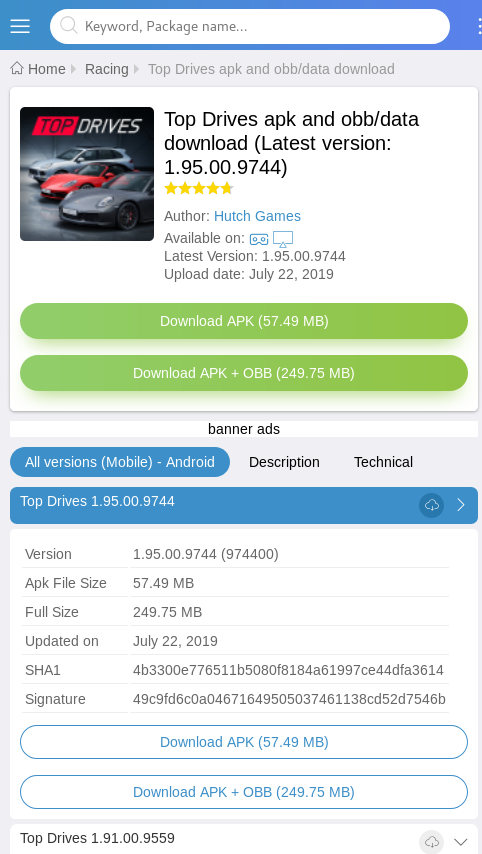 Keyword, Package name...
Home Racing Top Drives apk and obb/data download
TOP DRIVES
Top Drives apk and obb/data
download (Latest version:
1.95.00.9744)
Author: Hutch Games
Available on:
Latest Version: 1.95.00.9744
Upload date: July 22, 2019
Download APK (57.49 MB)
Download APK + OBB (249.75 MB)
banner ads
All versions (Mobile) - Android Description Technical
Top Drives 1.95.00.9744
Version 1.95.00.9744 (974400)
Apk File Size 57.49 MB
Full Size 249.75 MB
Updated on July 22, 2019
SHA1 4b3300e776511b5080f8184a61997ce44dfa3614
Signature 49c9fd6c0a04671649505037461138cd52d7546b
Download APK (57.49 MB)
Download APK + OBB (249.75 MB)
Top Drives 1.91.00.9559